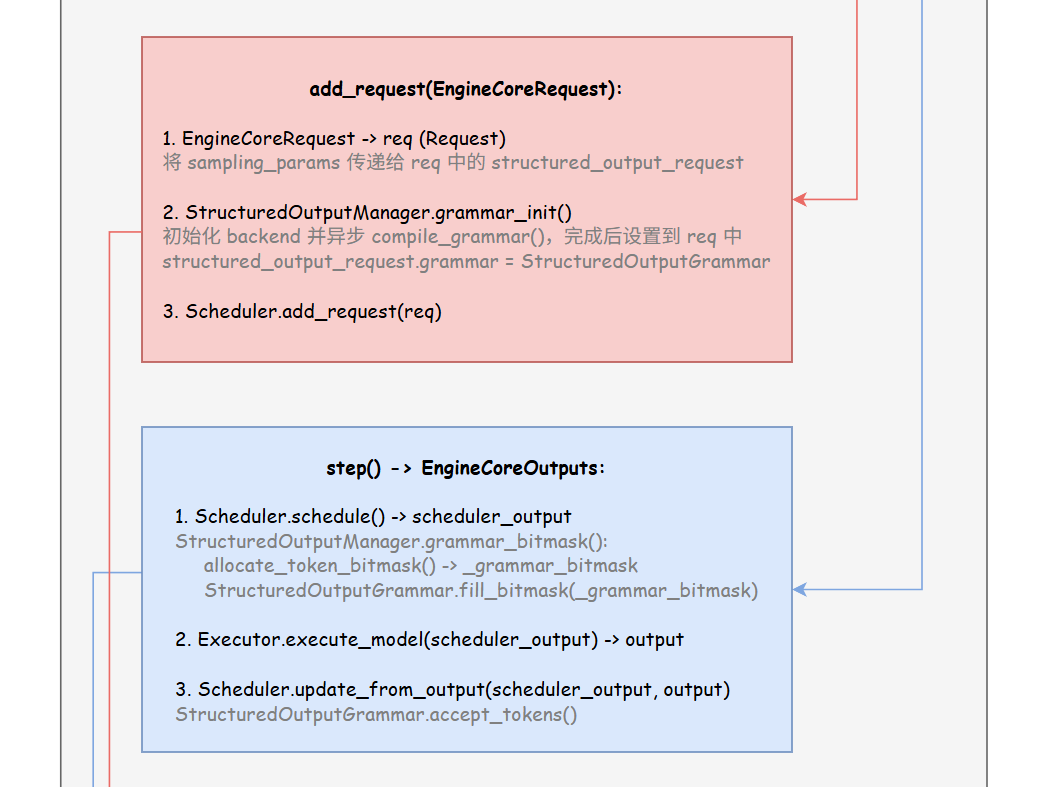 add_request(EngineCoreRequest):
1. EngineCoreRequest -> req (Request)
将 sampling_params 传递给 req 中的 structured_output_request
2. StructuredOutputManager.grammar_init()
初始化 backend 并异步 compile_grammar()，完成后设置到 req 中
structured_output_request.grammar = StructuredOutputGrammar
3. Scheduler.add_request(req)
step() -> EngineCoreOutputs:
1. Scheduler.schedule() -> scheduler_output
StructuredOutputManager.grammar_bitmask():
allocate_token_bitmask() -> _grammar_bitmask
StructuredOutputGrammar.fill_bitmask(_grammar_bitmask)
2. Executor.execute_model(scheduler_output) -> output
3. Scheduler.update_from_output(scheduler_output, output)
StructuredOutputGrammar.accept_tokens()